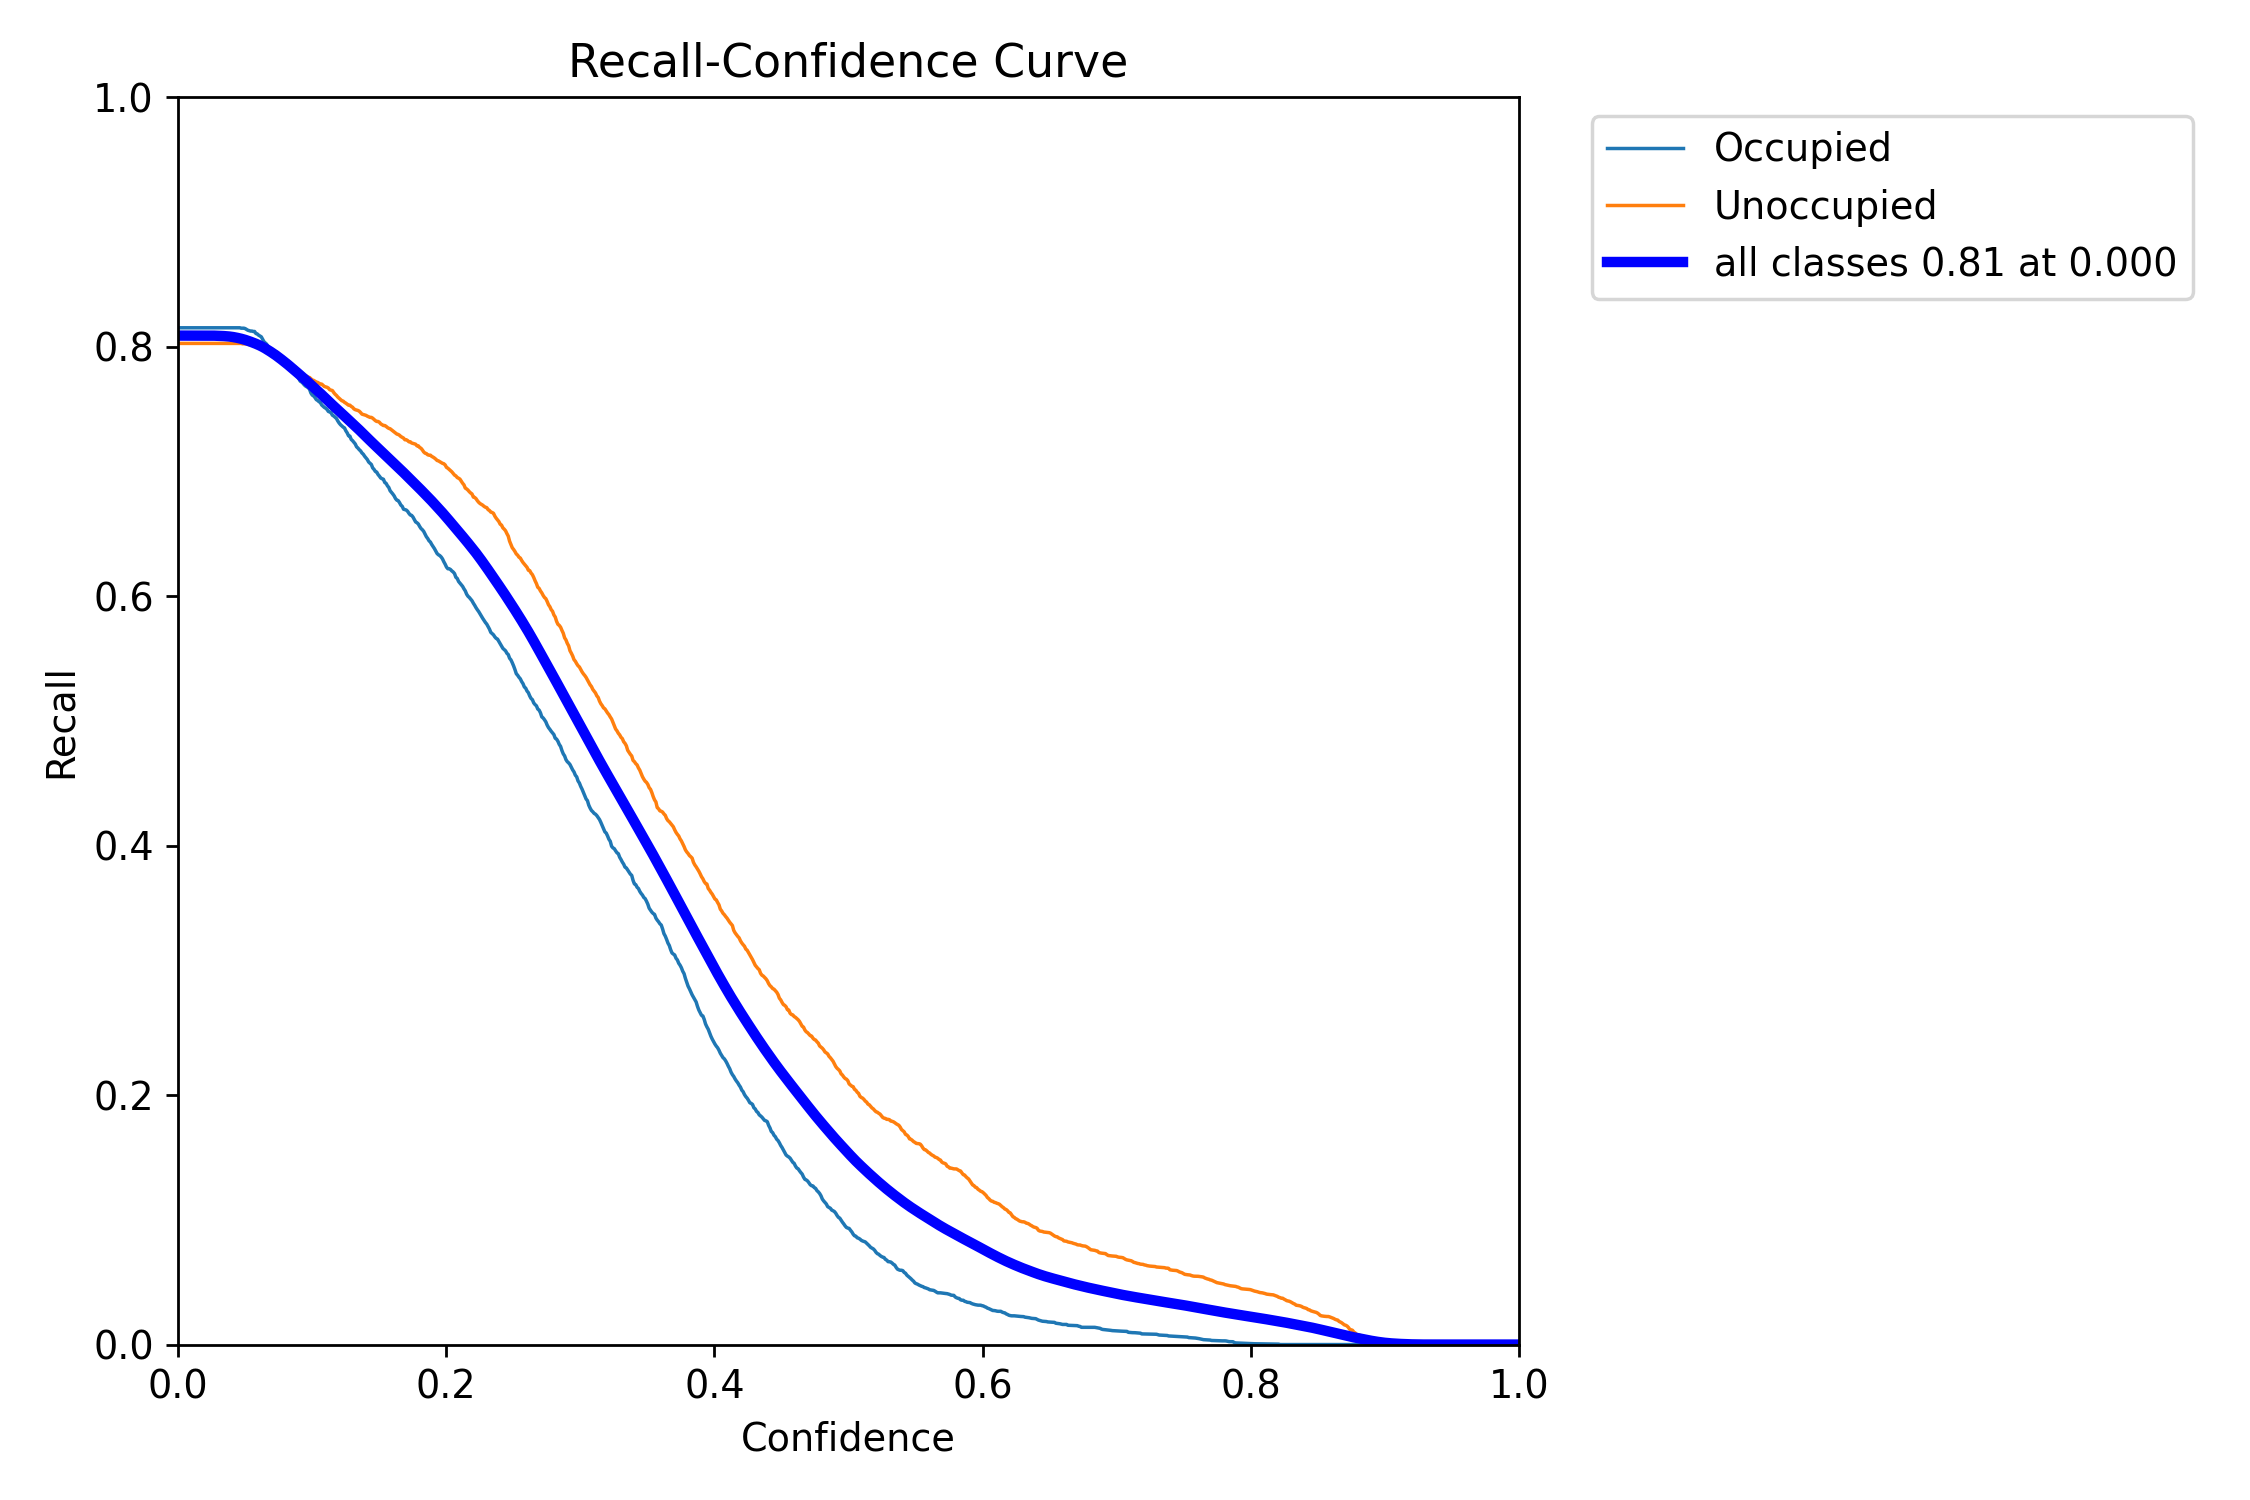 Recall-Confidence Curve
1.0
0.8
0.6
0.4
0.2
0.0
Recall
0.0 0.2 0.4 0.6 0.8 1.0
Confidence
Occupied
Unoccupied
all classes 0.81 at 0.000